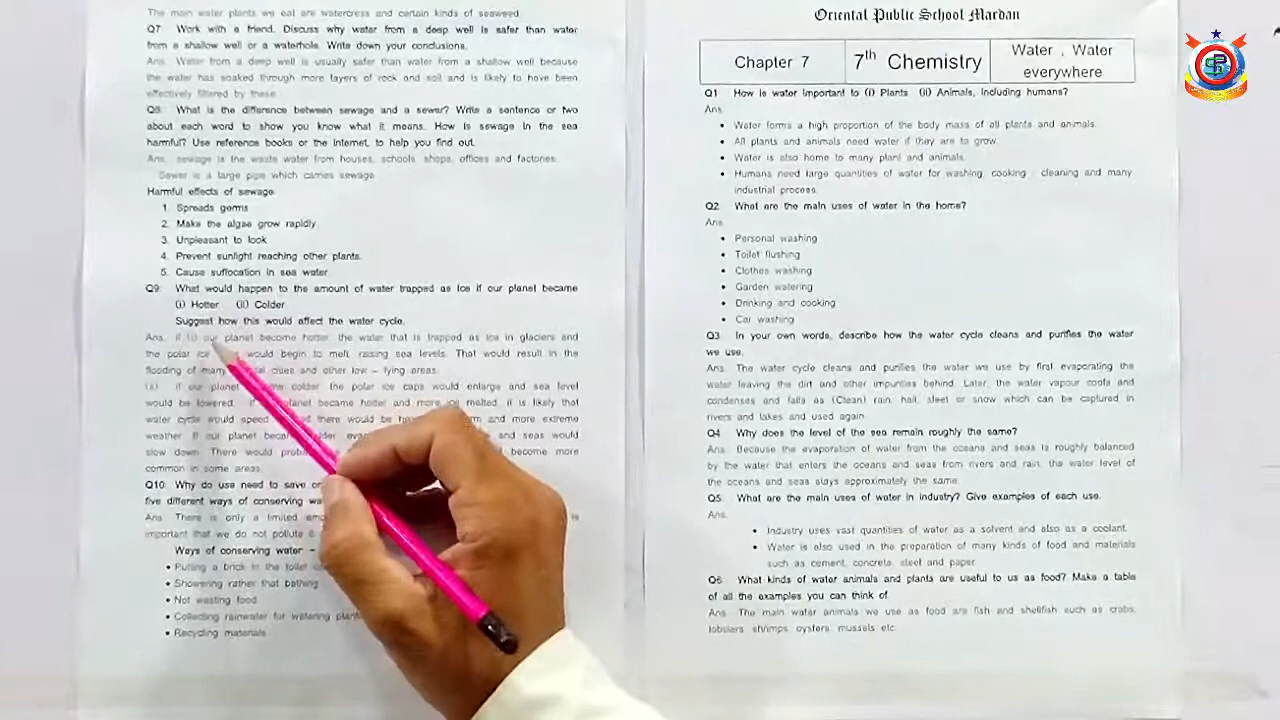 The main water plants we eat are watercress and certain kinds of seaweed.
Q7. Work with a friend. Discuss why water from a deep well is safer than water
from a shallow well or a waterhole. Write down your conclusions.
Ans. Water from a deep well is usually safer than water from a shallow well because
the water has soaked through more layers of rock and soil and is likely to have been
effectively filtered by these.
Q8. What is the difference between sewage and a sewer? Write a sentence or two
about each word to show you know what it means. How is sewage in the sea
harmful? Use reference books or the Internet, to help you find out.
Ans. sewage is the waste water from houses, schools shops, offices and factories.
Sewer is a large pipe which carries sewage.
Harmful effects of sewage
1. Spreads germs
2. Make the algae grow rapidly
3. Unpleasant to look
4. Prevent sunlight reaching other plants.
5. Cause suffocation in sea water
Q9. What would happen to the amount of water trapped as Ice if our planet became
(i) Hotter (ii) Colder
Suggest how this would affect the water cycle.
Ans. our planet become hotter the water that is trapped as ice in glaciers and
the polar ice would begin to melt, raising sea levels. That would result in the
flooding of many cities and other low – lying areas.
If our planet colder the polar ice caps would enlarge and sea level
would be lowered. planet became hotter and more ice melted, it is likely that
water cycle would speed there would be and more extreme
weather. If our planet and seas would
slow down. There would become more
common in some areas.
Q10. Why do use need to save or
five different ways of conserving wa
Ans. There is only a limited is
important that we do not pollute
Ways of conserving water –
• Putting a brick in the toilet
• Showering rather that bathing
• Not wasting food
• Collecting rainwater for watering plant
• Recycling materials
Oriental Public School Mardan
Chapter 7 7th Chemistry Water , Water
everywhere
Q1 How is water important to (i) Plants (ii) Animals, including humans?
Ans.
• Water forms a high proportion of the body mass of all plants and animals.
• All plants and animals need water if they are to grow.
• Water is also home to many plant and animals.
• Humans need large quantities of water for washing, cooking cleaning and many
industrial process.
Q2. What are the main uses of water in the home?
Ans.
• Personal washing
• Toilet flushing
• Clothes washing
• Garden watering
• Drinking and cooking
• Car washing
Q3. In your own words, describe how the water cycle cleans and purifies the water
we use.
Ans. The water cycle cleans and purifies the water we use by first evaporating the
water leaving the dirt and other impurities behind. Later, the water vapour cools and
condenses and falls as (Clean) rain, hail, sleet or snow which can be captured in
rivers and lakes and used again.
Q4. Why does the level of the sea remain roughly the same?
Ans. Because the evaporation of water from the oceans and seas is roughly balanced
by the water that enters the oceans and seas from rivers and rain, the water level of
the oceans and seas stays approximately the same.
Q5. What are the main uses of water in industry? Give examples of each use.
Ans.
• Industry uses vast quantities of water as a solvent and also as a coolant.
• Water is also used in the preparation of many kinds of food and materials
such as cement, concrete, steel and paper.
Q6. What kinds of water animals and plants are useful to us as food? Make a table
of all the examples you can think of.
Ans. The main water animals we use as food are fish and shellfish such as crabs,
lobsters shrimps oysters mussels etc.